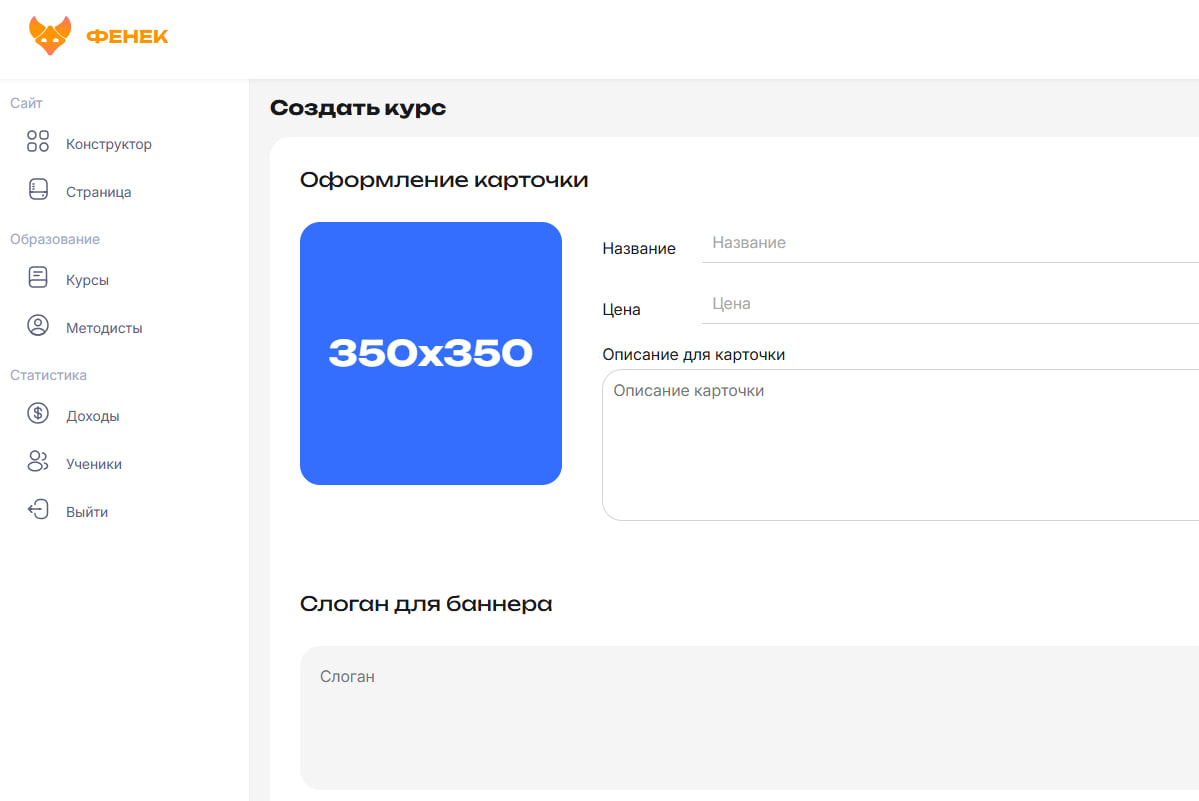 ФЕНЕК
Сайт
Конструктор
Страница
Образование
Курсы
Методисты
Статистика
Доходы
Ученики
Выйти
Создать курс
Оформление карточки
350x350
Название Название
Цена Цена
Описание для карточки
Описание карточки
Слоган для баннера
Слоган